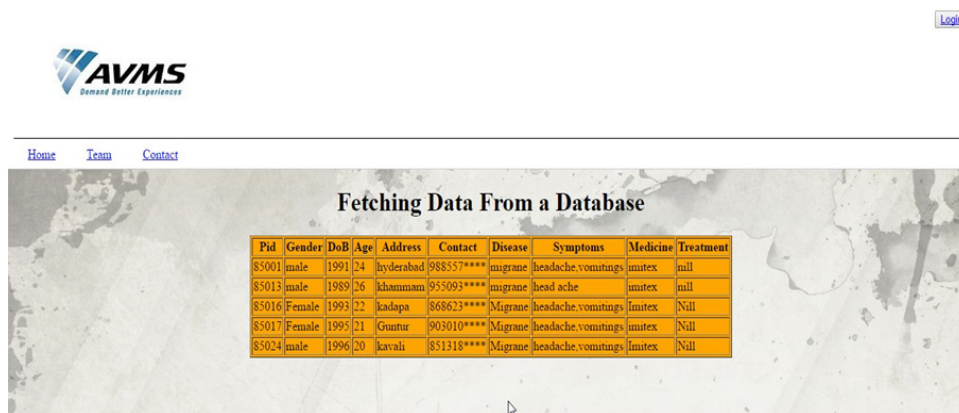 Login
AVMS
Demand Better Experiences
Home Team Contact
Fetching Data From a Database
Pid Gender DoB Age Address Contact Disease Symptoms Medicine Treatment
85001 male 1991 24 hyderabad 988557**** migrane headache,vomitings imitex nill
85013 male 1989 26 khammam 955093**** migrane head ache imitex nill
85016 Female 1993 22 kadapa 868623**** Migrane headache,vomitings Imitex Nill
85017 Female 1995 21 Guntur 903010**** Migrane headache,vomitings imitex Nill
85024 male 1996 20 kavali 851318**** Migrane headache,vomitings Imitex Nill